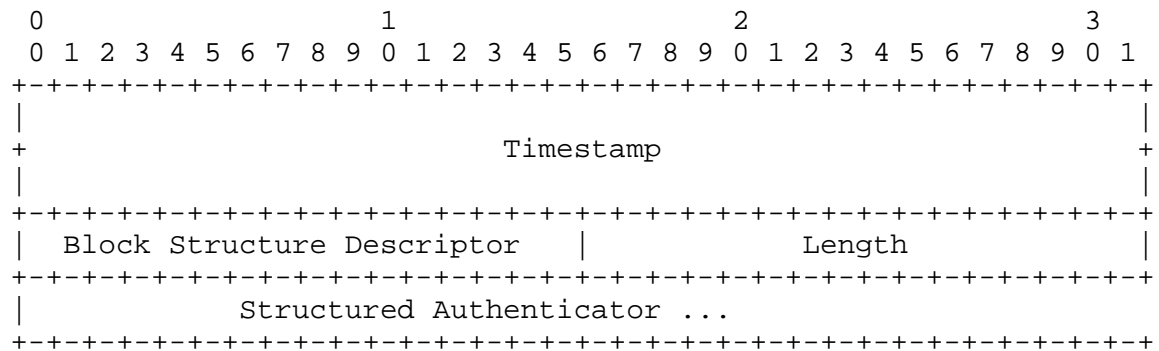 0                   1                   2                   3
 0 1 2 3 4 5 6 7 8 9 0 1 2 3 4 5 6 7 8 9 0 1 2 3 4 5 6 7 8 9 0 1
+-+-+-+-+-+-+-+-+-+-+-+-+-+-+-+-+-+-+-+-+-+-+-+-+-+-+-+-+-+-+-+-+
|                                                               |
+                           Timestamp                           +
|                                                               |
+-+-+-+-+-+-+-+-+-+-+-+-+-+-+-+-+-+-+-+-+-+-+-+-+-+-+-+-+-+-+-+-+
|  Block Structure Descriptor   |            Length             |
+-+-+-+-+-+-+-+-+-+-+-+-+-+-+-+-+-+-+-+-+-+-+-+-+-+-+-+-+-+-+-+-+
|            Structured Authenticator ...
+-+-+-+-+-+-+-+-+-+-+-+-+-+-+-+-+-+-+-+-+-+-+-+-+-+-+-+-+-+-+-+-+